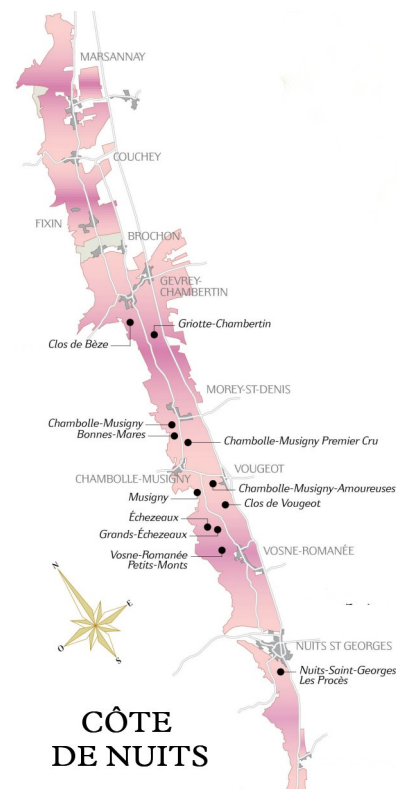 MARSANNAY
COUCHEY
FIXIN
BROCHON
GEVREY-
CHAMBERTIN
Griotte-Chambertin
Clos de Bèze
MOREY-ST-DENIS
Chambolle-Musigny
Bonnes-Mares
Chambolle-Musigny Premier Cru
VOUGEOT
CHAMBOLLE-MUSIGNY
Chambolle-Musigny-Amoureuses
Musigny
Clos de Vougeot
Échezeaux
Grands-Échezeaux
VOSNE-ROMANÉE
Vosne-Romanée
Petits-Monts
N
E
O
S
NUITS ST GEORGES
Nuits-Saint-Georges
Les Procès
CÔTE
DE NUITS